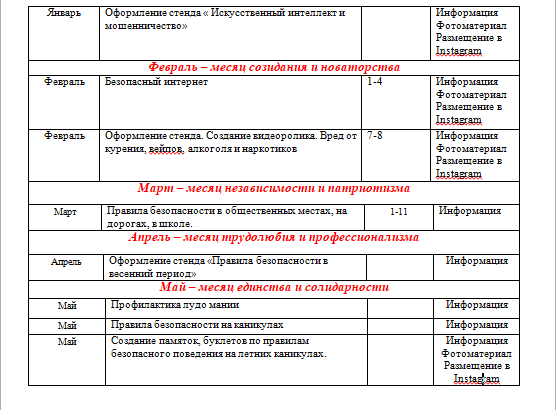 Январь Оформление стенда « Искусственный интеллект и Информация
мошенничество» Фотоматериал
Размещение в
Instagram
Февраль – месяц созидания и новаторства
Февраль Безопасный интернет 1-4 Информация
Фотоматериал
Размещение в
Instagram
Февраль Оформление стенда. Создание видеоролика. Вред от 7-8 Информация
курения, вейпов, алкоголя и наркотиков Фотоматериал
Размещение в
Instagram
Март – месяц независимости и патриотизма
Март Правила безопасности в общественных местах, на 1-11 Информация
дорогах, в школе.
Апрель – месяц трудолюбия и профессионализма
Апрель Оформление стенда «Правила безопасности в Информация
весенний период»
Май – месяц единства и солидарности
Май Профилактика лудо мании Информация
Май Правила безопасности на каникулах Информация
Май Создание памяток, буклетов по правилам Информация
безопасного поведения на летних каникулах. Фотоматериал
Размещение в
Instagram